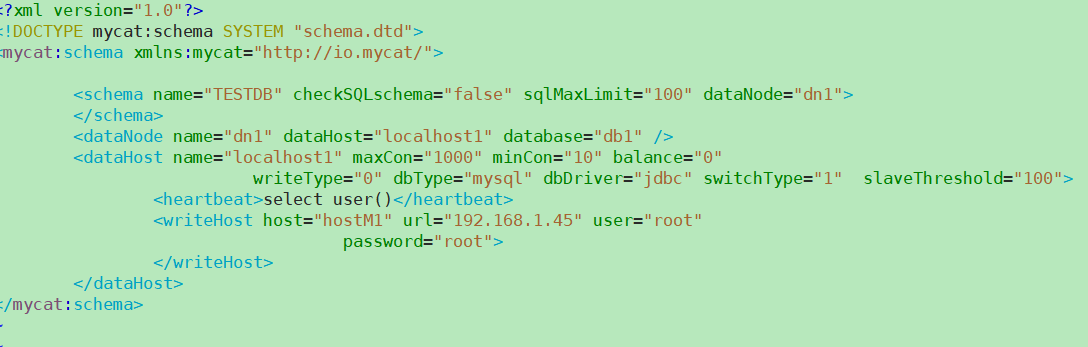 <?xml version="1.0"?>
<!DOCTYPE mycat:schema SYSTEM "schema.dtd">
<mycat:schema xmlns:mycat="http://io.mycat/">
<schema name="TESTDB" checkSQLschema="false" sqlMaxLimit="100" dataNode="dn1">
</schema>
<dataNode name="dn1" dataHost="localhost1" database="db1" />
<dataHost name="localhost1" maxCon="1000" minCon="10" balance="0"
writeType="0" dbType="mysql" dbDriver="jdbc" switchType="1"  slaveThreshold="100">
<heartbeat>select user()</heartbeat>
<writeHost host="hostM1" url="192.168.1.45" user="root"
password="root">
</writeHost>
</dataHost>
</mycat:schema>